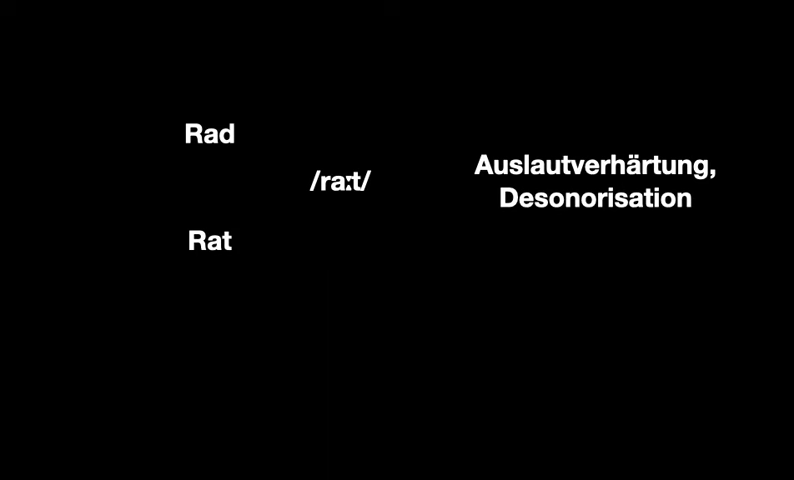 Rad
/raːt/
Rat
Auslautverhärtung,
Desonorisation